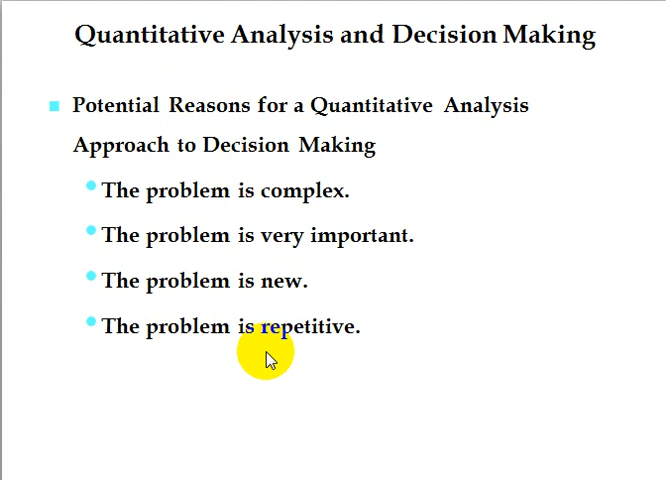 Quantitative Analysis and Decision Making
Potential Reasons for a Quantitative Analysis
Approach to Decision Making
The problem is complex.
The problem is very important.
The problem is new.
The problem is repetitive.